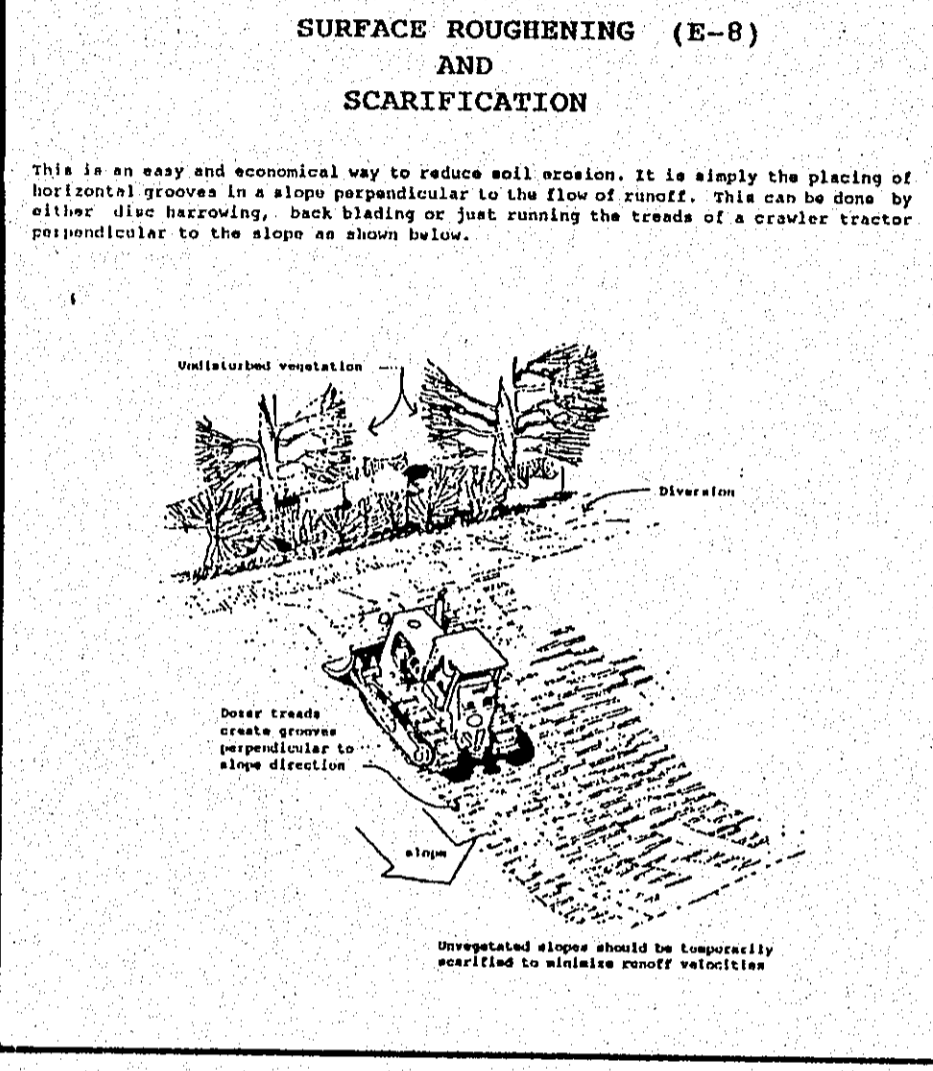 SURFACE ROUGHENING (E-8)
AND
SCARIFICATION
This is an easy and economical way to reduce soil erosion. It is simply the placing of
horizontal grooves in a slope perpendicular to the flow of runoff. This can be done by
either disc harrowing, back blading or just running the treads of a crawler tractor
perpendicular to the slope as shown below.
Undisturbed vegetation
Diversion
Dozer treads
create grooves
perpendicular to
slope direction
slope
Unvegetated slopes should be temporarily
scarified to minimize runoff velocities